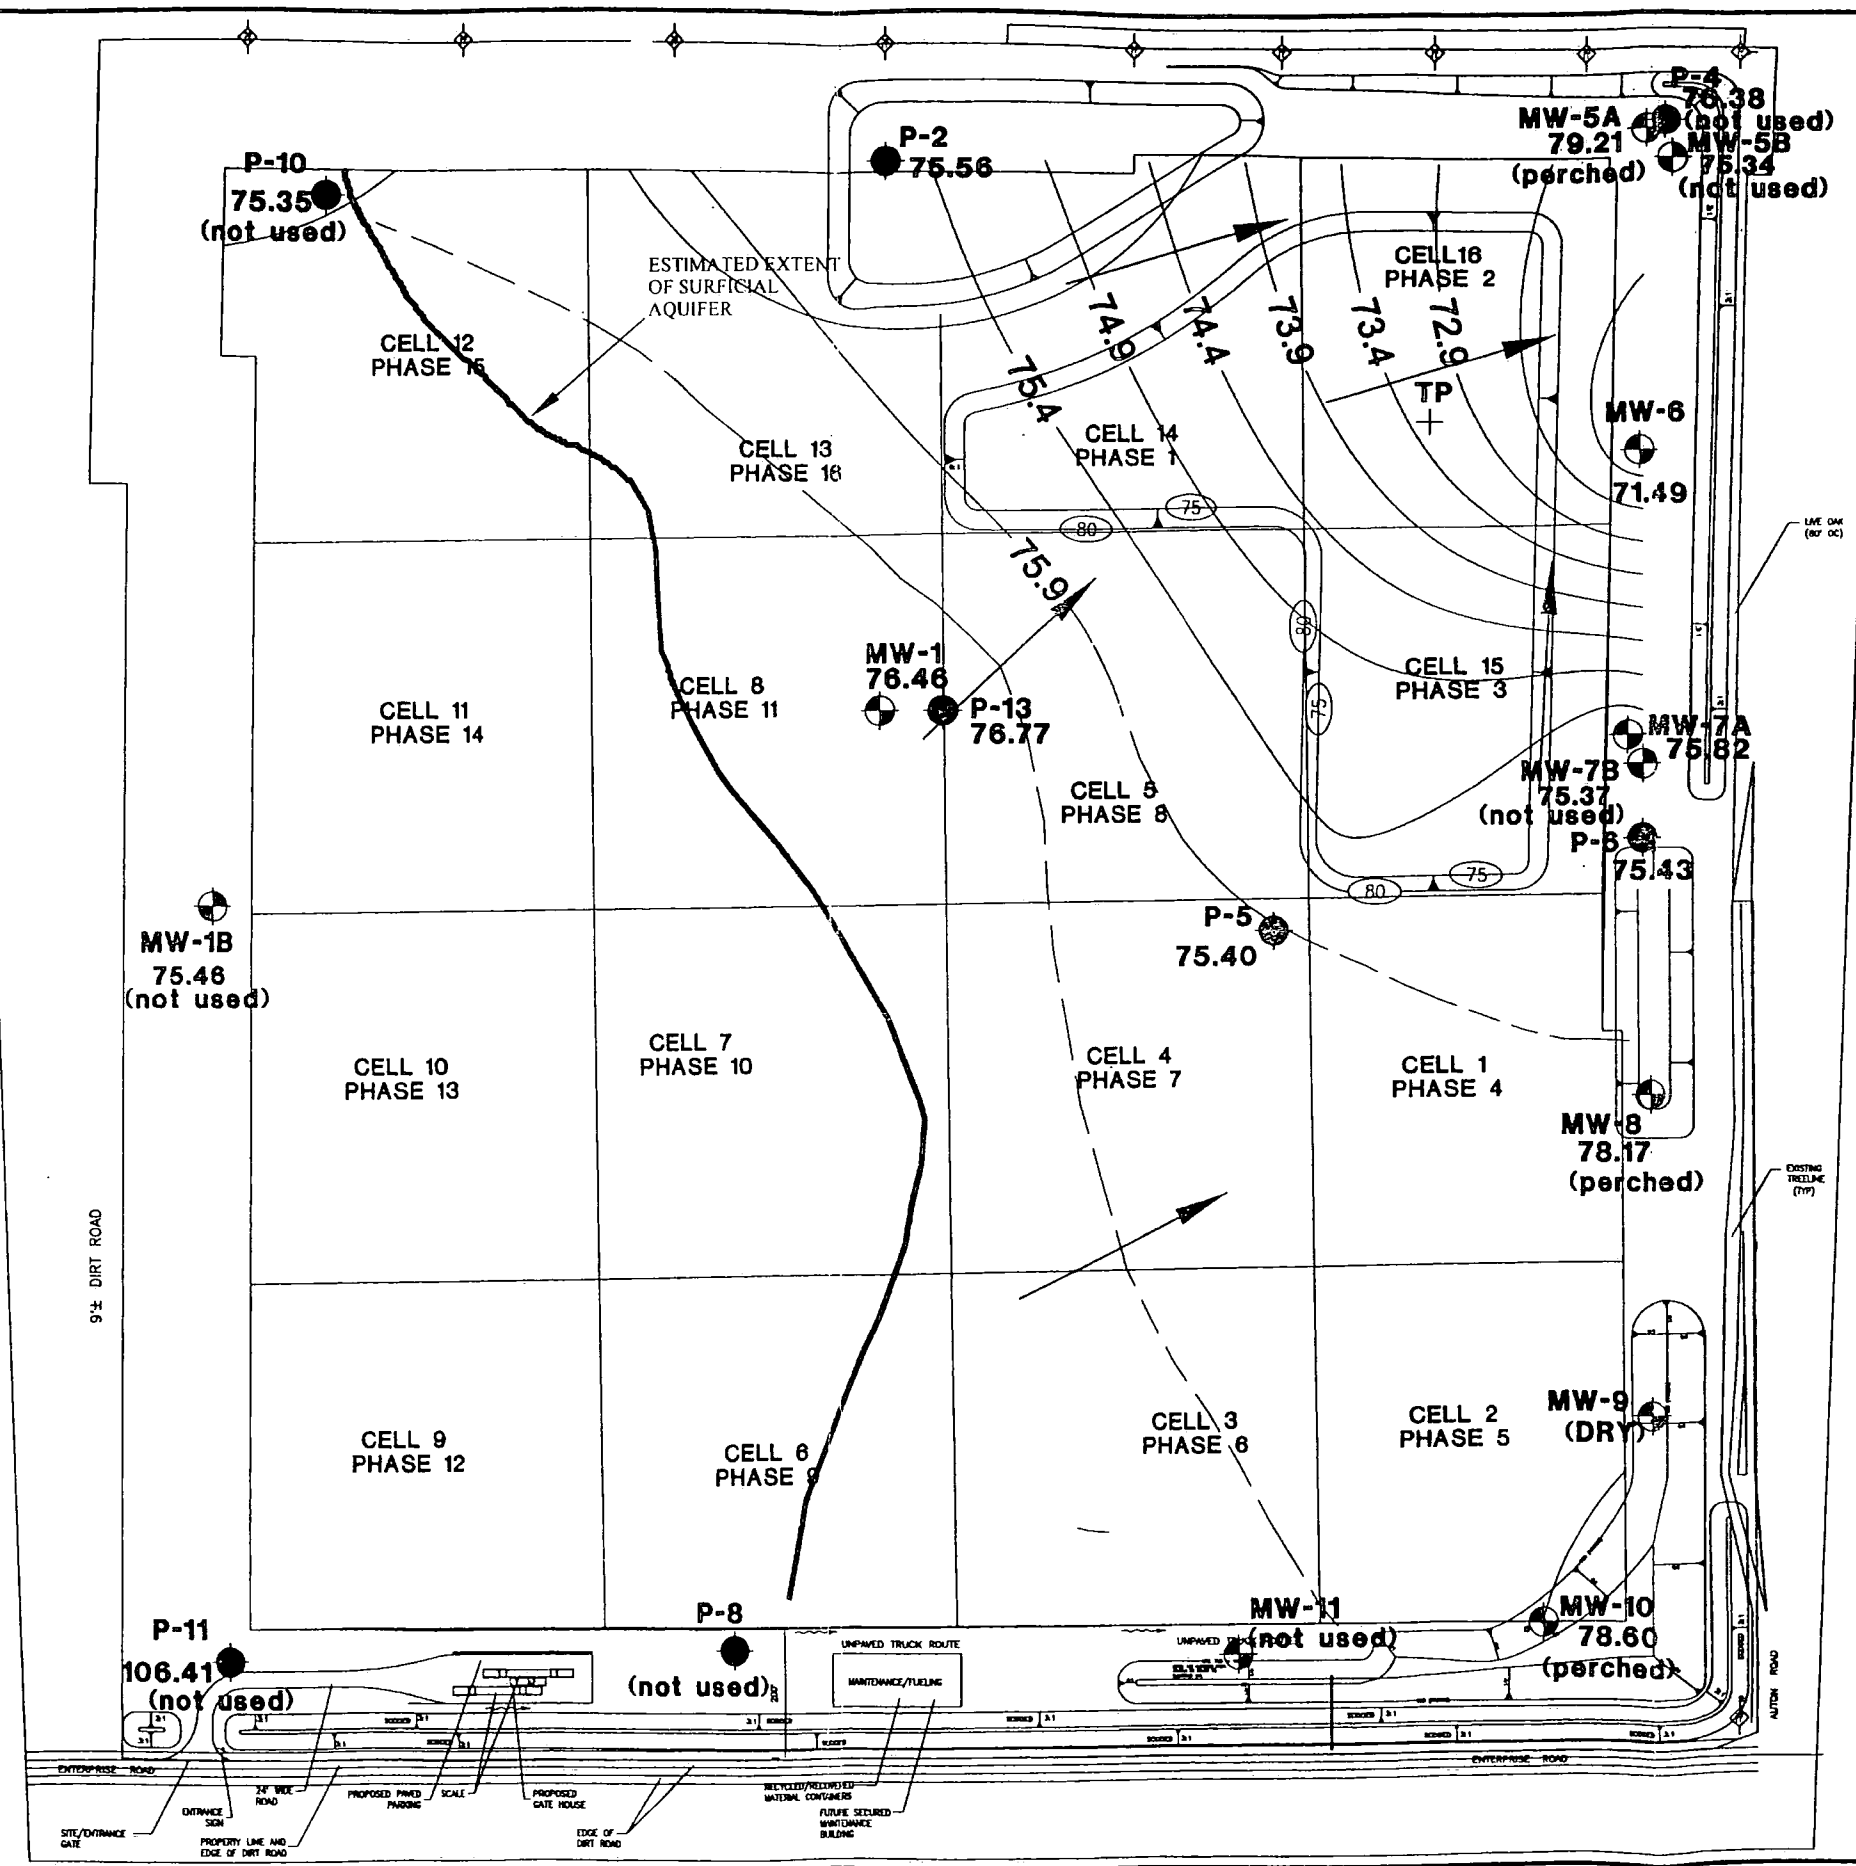 P-4
76.38
(not used)
MW-5A
79.21
(perched)
MW-5B
75.34
(not used)
P-2
75.56
P-10
75.35
(not used)
ESTIMATED EXTENT
OF SURFICIAL
AQUIFER
CELL 16
PHASE 2
74.9
74.4
73.9
73.4
72.9
75.4
TP
CELL 12
PHASE 15
CELL 13
PHASE 16
CELL 14
PHASE 1
MW-6
71.49
75
80
LIVE OAK
(80' OC)
75.9
80
75
MW-1
76.46
P-13
76.77
CELL 11
PHASE 14
CELL 8
PHASE 11
CELL 15
PHASE 3
MW-7A
75.82
MW-7B
75.37
(not used)
CELL 5
PHASE 8
P-6
75.43
75
80
P-5
75.40
MW-1B
75.46
(not used)
CELL 10
PHASE 13
CELL 7
PHASE 10
CELL 4
PHASE 7
CELL 1
PHASE 4
MW-8
78.17
(perched)
EXISTING
TREELINE
(TYP)
9'± DIRT ROAD
CELL 9
PHASE 12
CELL 6
PHASE 9
CELL 3
PHASE 6
CELL 2
PHASE 5
MW-9
(DRY)
P-11
106.41
(not used)
P-8
(not used)
MW-11
(not used)
MW-10
78.60
(perched)
UNPAVED TRUCK ROUTE
MAINTENANCE/FUELING
UNPAVED
AUTON ROAD
ENTERPRISE ROAD
ENTERPRISE ROAD
SITE/ENTRANCE
GATE
ENTRANCE
SIGN
PROPERTY LINE AND
EDGE OF DIRT ROAD
24' WIDE
ROAD
PROPOSED PAVED
PARKING
SCALE
PROPOSED
GATE HOUSE
EDGE OF
DIRT ROAD
RECYCLED/RECOVERED
MATERIAL CONTAINERS
FUTURE SECURED
MAINTENANCE
BUILDING